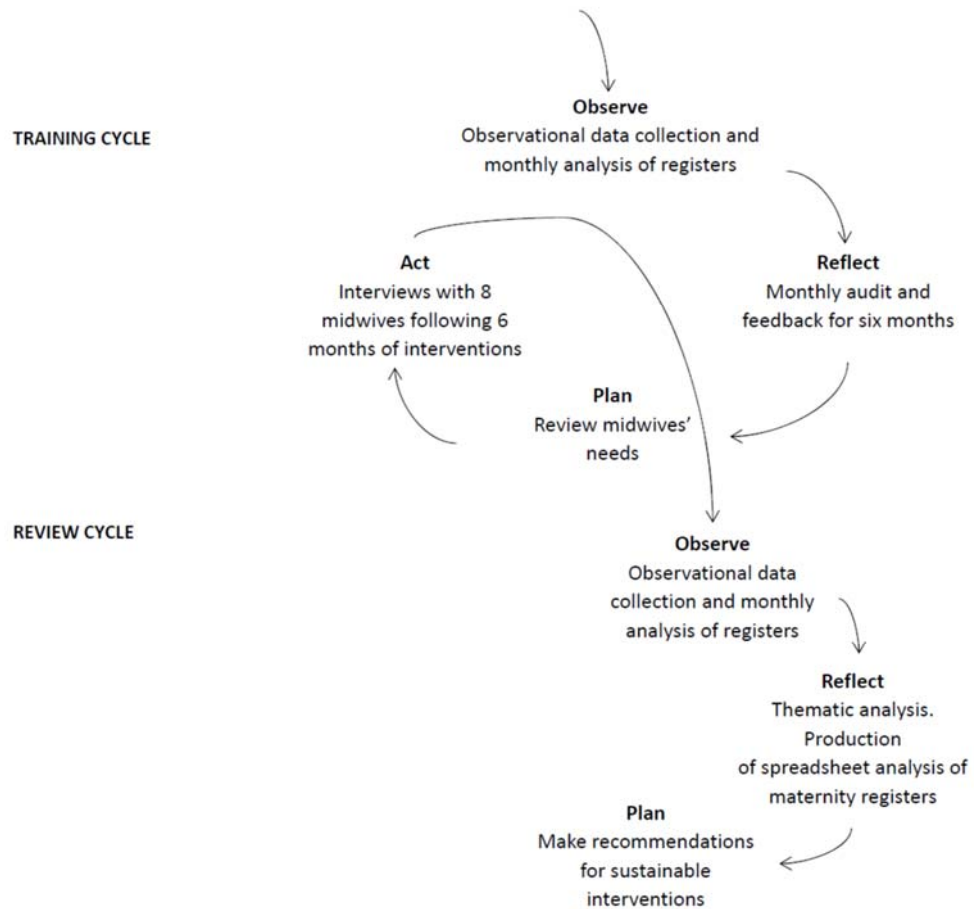 TRAINING CYCLE
Observe
Observational data collection and
monthly analysis of registers
Act
Interviews with 8
midwives following 6
months of interventions
Reflect
Monthly audit and
feedback for six months
Plan
Review midwives'
needs
REVIEW CYCLE
Observe
Observational data
collection and monthly
analysis of registers
Reflect
Thematic analysis.
Production
of spreadsheet analysis of
maternity registers
Plan
Make recommendations
for sustainable
interventions